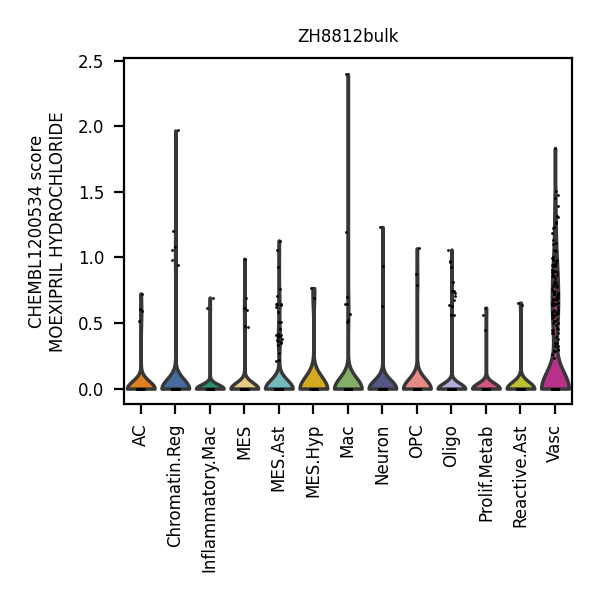 ZH8812bulk
CHEMBL1200534 score
MOEXIPRIL HYDROCHLORIDE
2.5
2.0
1.5
1.0
0.5
0.0
AC
Chromatin.Reg
Inflammatory.Mac
MES
MES.Ast
MES.Hyp
Mac
Neuron
OPC
Oligo
Prolif.Metab
Reactive.Ast
Vasc